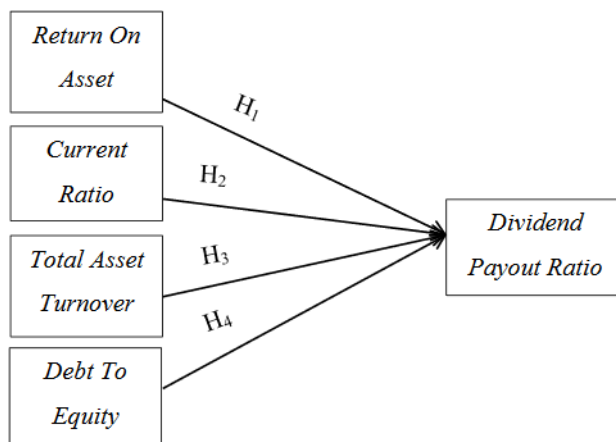 Return On
Asset
H₁
Current
Ratio
H₂
Dividend
Payout Ratio
Total Asset
Turnover
H₃
H₄
Debt To
Equity